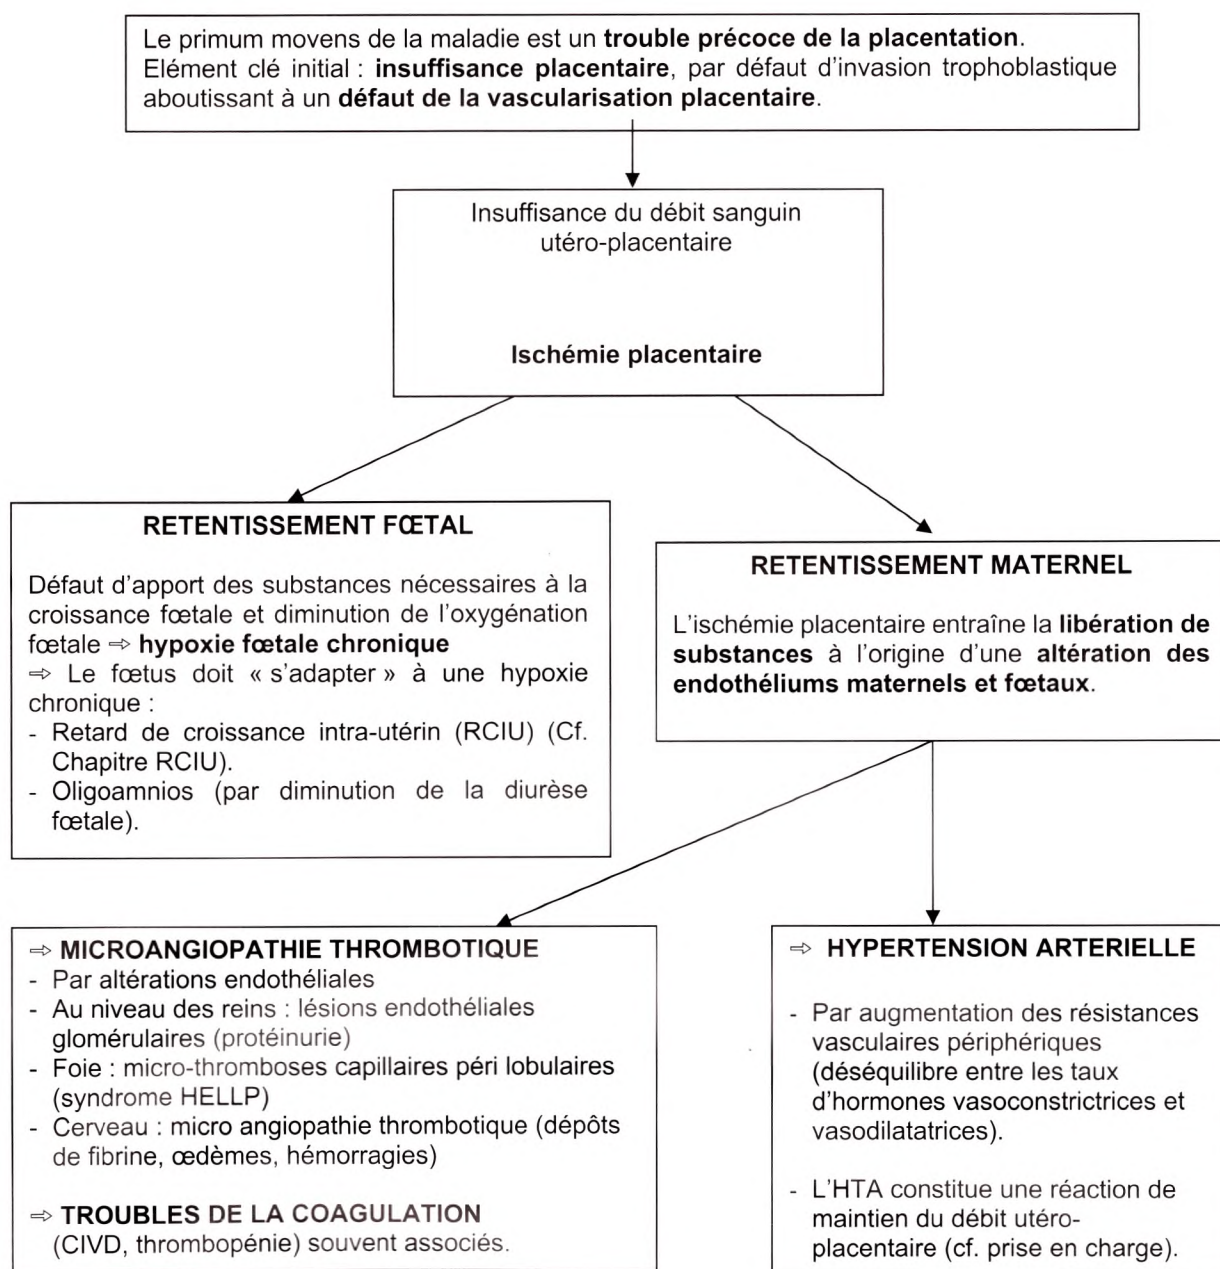 Le primum movens de la maladie est un trouble précoce de la placentation.
Elément clé initial : insuffisance placentaire, par défaut d'invasion trophoblastique
aboutissant à un défaut de la vascularisation placentaire.
Insuffisance du débit sanguin
utéro-placentaire
Ischémie placentaire
RETENTISSEMENT FŒTAL
Défaut d'apport des substances nécessaires à la
croissance fœtale et diminution de l'oxygénation
fœtale ⇨ hypoxie fœtale chronique
⇨ Le fœtus doit « s'adapter » à une hypoxie
chronique :
- Retard de croissance intra-utérin (RCIU) (Cf.
Chapitre RCIU).
- Oligoamnios (par diminution de la diurèse
fœtale).
RETENTISSEMENT MATERNEL
L'ischémie placentaire entraîne la libération de
substances à l'origine d'une altération des
endothéliums maternels et fœtaux.
⇨ MICROANGIOPATHIE THROMBOTIQUE
- Par altérations endothéliales
- Au niveau des reins : lésions endothéliales
glomérulaires (protéinurie)
- Foie : micro-thromboses capillaires péri lobulaires
(syndrome HELLP)
- Cerveau : micro angiopathie thrombotique (dépôts
de fibrine, œdèmes, hémorragies)
⇨ TROUBLES DE LA COAGULATION
(CIVD, thrombopénie) souvent associés.
⇨ HYPERTENSION ARTERIELLE
- Par augmentation des résistances
vasculaires périphériques
(déséquilibre entre les taux
d'hormones vasoconstrictrices et
vasodilatatrices).
- L'HTA constitue une réaction de
maintien du débit utéro-
placentaire (cf. prise en charge).